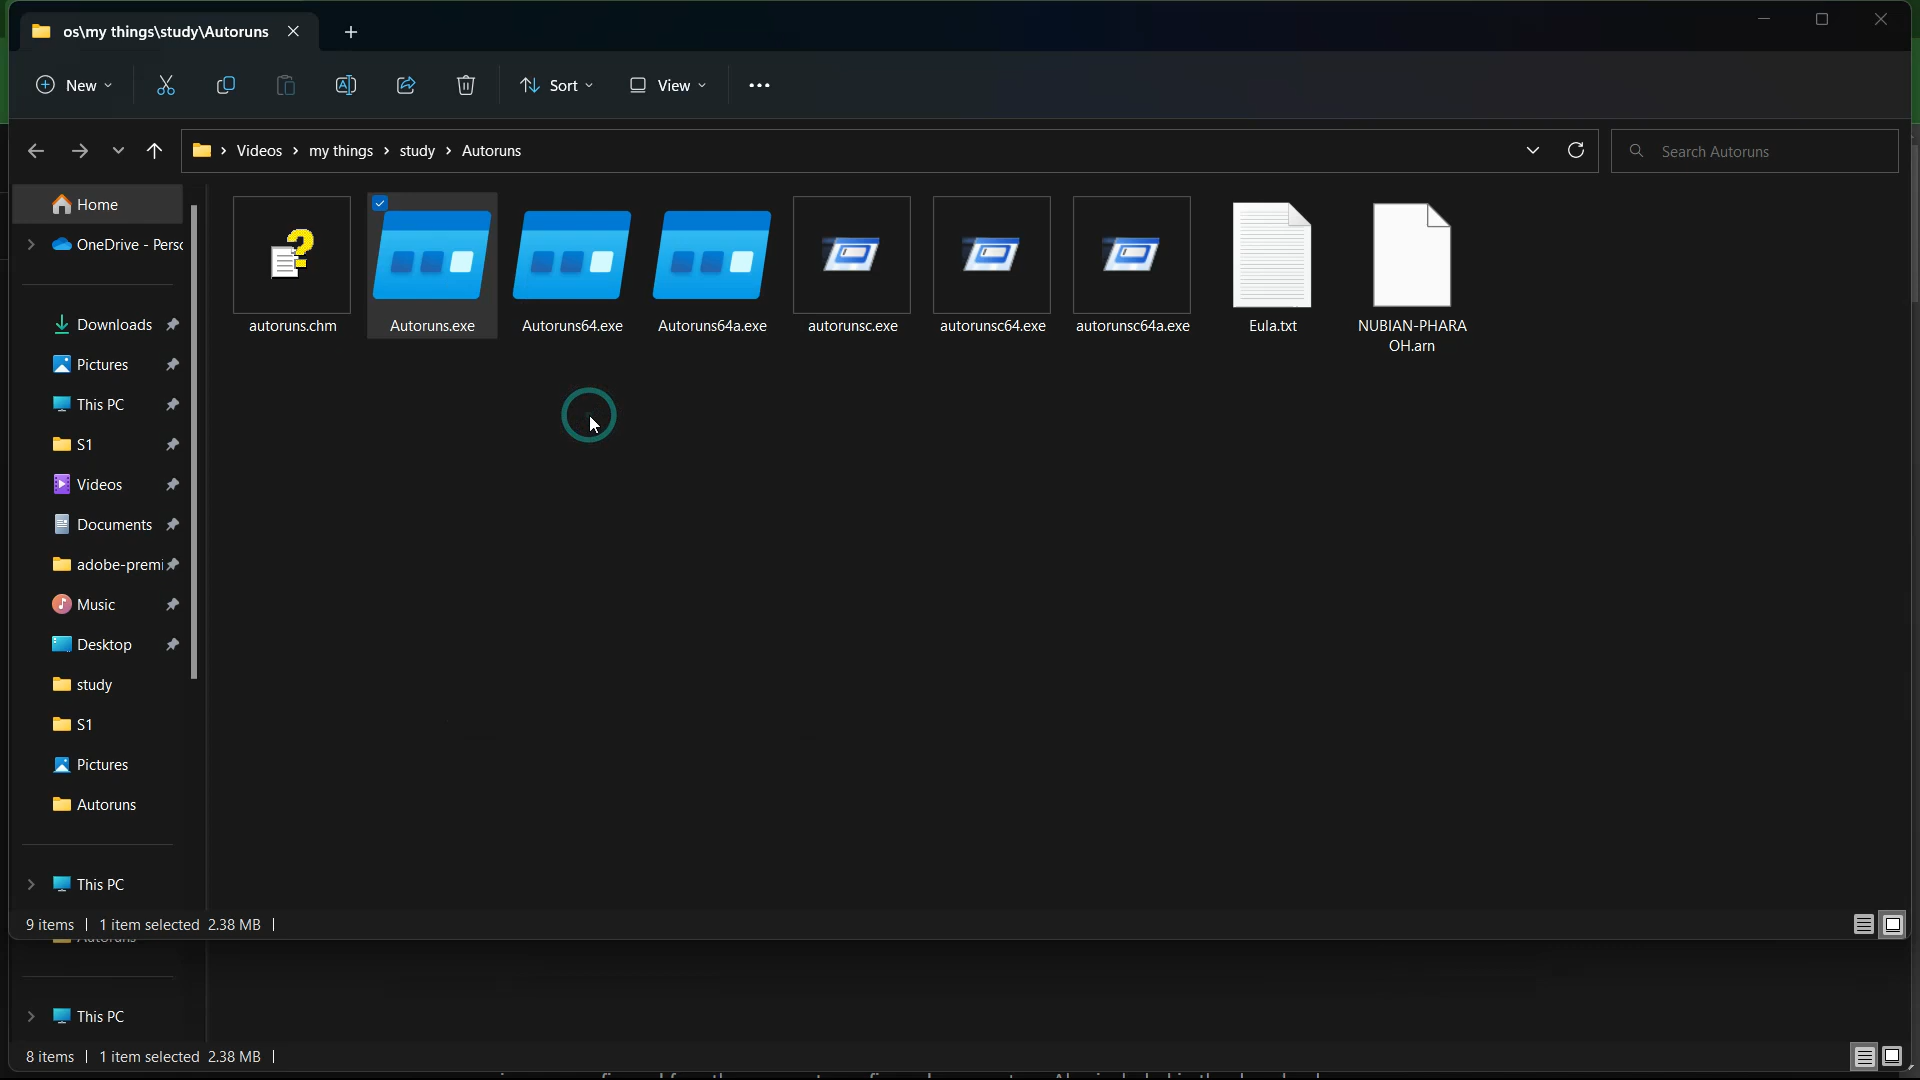 os\my things\study\Autoruns
New
Sort
View
Videos
my things
study
Autoruns
Search Autoruns
Home
OneDrive - Perso
Downloads
Pictures
This PC
S1
Videos
Documents
adobe-premi
Music
Desktop
study
S1
Pictures
Autoruns
This PC
autoruns.chm
Autoruns.exe
Autoruns64.exe
Autoruns64a.exe
autorunsc.exe
autorunsc64.exe
autorunsc64a.exe
Eula.txt
NUBIAN-PHARA
OH.arn
9 items
1 item selected 2.38 MB
This PC
8 items
1 item selected 2.38 MB